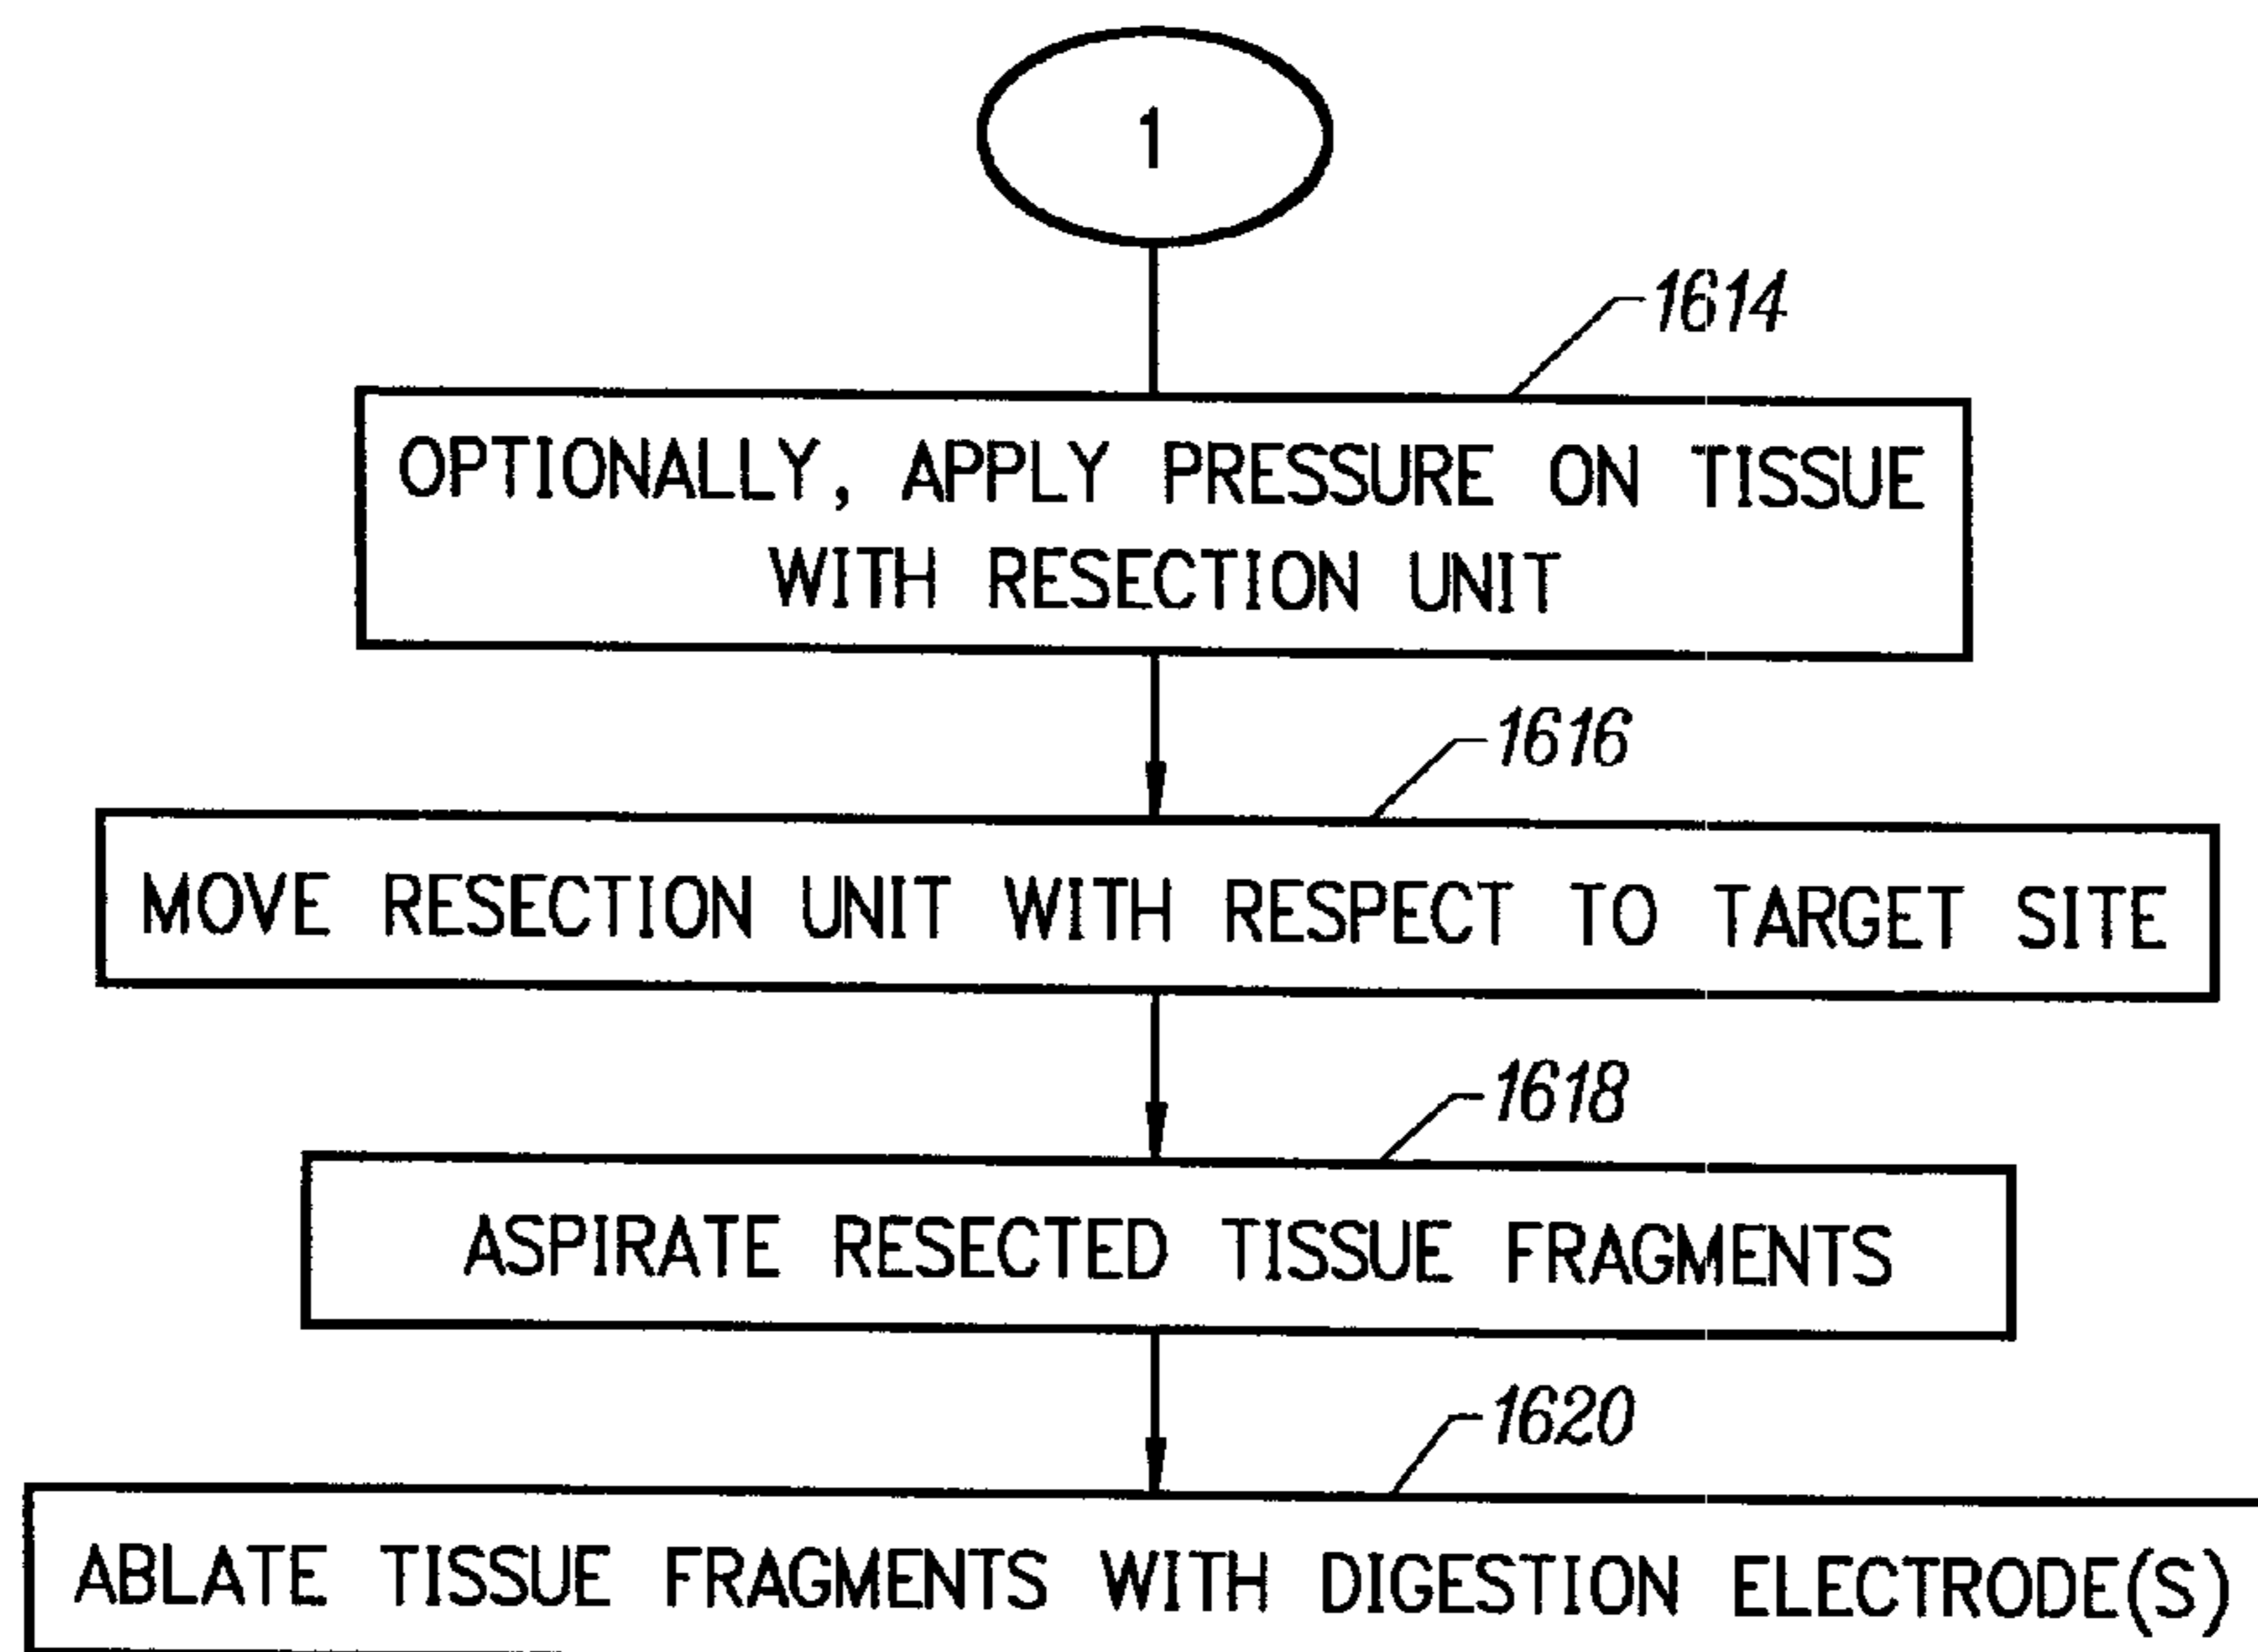 1
1614
OPTIONALLY, APPLY PRESSURE ON TISSUE
WITH RESECTION UNIT
1616
MOVE RESECTION UNIT WITH RESPECT TO TARGET SITE
1618
ASPIRATE RESECTED TISSUE FRAGMENTS
1620
ABLATE TISSUE FRAGMENTS WITH DIGESTION ELECTRODE(S)